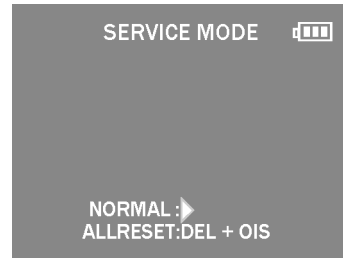 SERVICE MODE
NORMAL :▶
ALLRESET:DEL + OIS